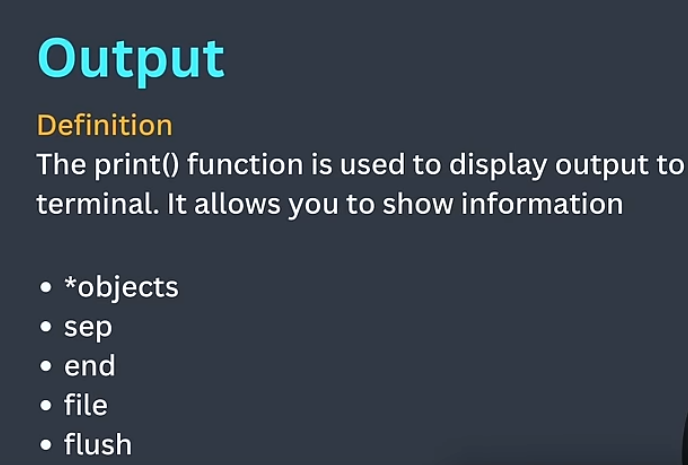 Output
Definition
The print() function is used to display output to
terminal. It allows you to show information
• *objects
• sep
• end
• file
• flush